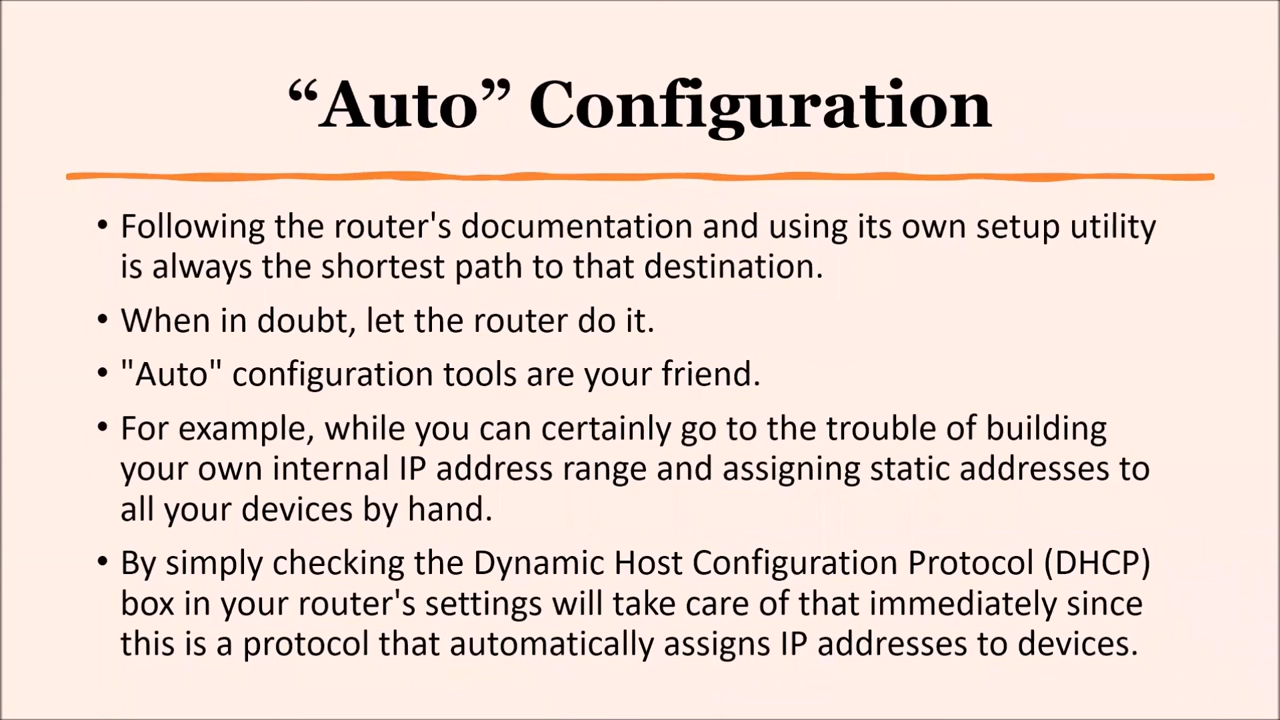 “Auto” Configuration
• Following the router's documentation and using its own setup utility
is always the shortest path to that destination.
• When in doubt, let the router do it.
• "Auto" configuration tools are your friend.
• For example, while you can certainly go to the trouble of building
your own internal IP address range and assigning static addresses to
all your devices by hand.
• By simply checking the Dynamic Host Configuration Protocol (DHCP)
box in your router's settings will take care of that immediately since
this is a protocol that automatically assigns IP addresses to devices.